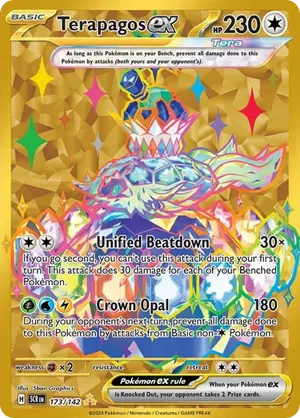 BASIC Terapagos ex HP 230
Tera
As long as this Pokémon is on your Bench, prevent all damage done to this
Pokémon by attacks (both yours and your opponent's).
Unified Beatdown 30×
If you go second, you can't use this attack during your first
turn. This attack does 30 damage for each of your Benched
Pokémon.
Crown Opal 180
During your opponent's next turn, prevent all damage done
to this Pokémon by attacks from Basic non- Pokémon.
weakness ×2 resistance retreat
Pokémon ex rule
When your Pokémon ex
is Knocked Out, your opponent takes 2 Prize cards.
Illus. 5ban Graphics
H SCR EN 173/142
©2024 Pokémon / Nintendo / Creatures / GAME FREAK